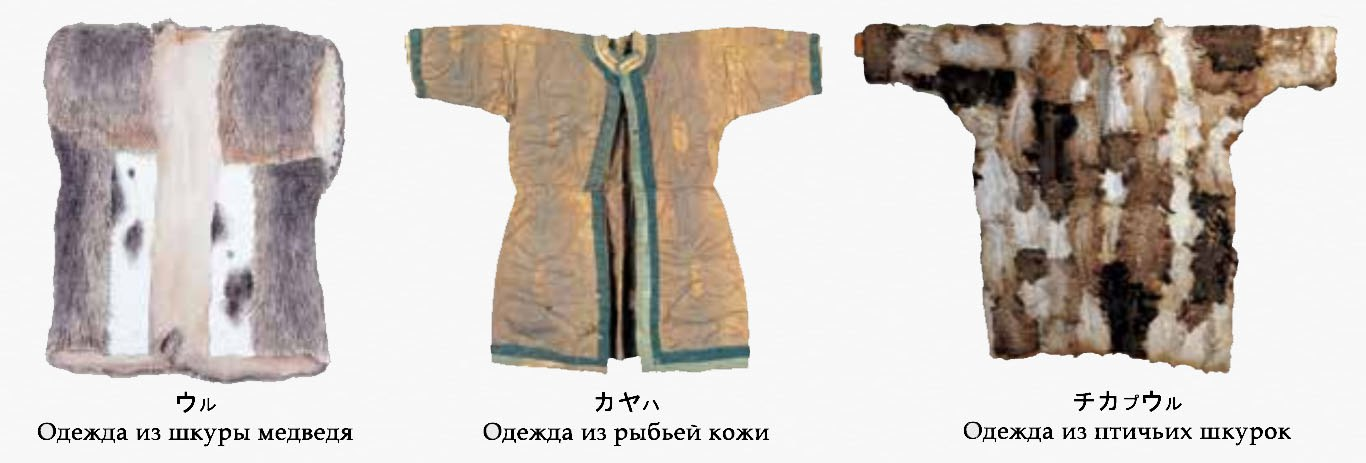 ウㇽ
Одежда из шкуры медведя
カヤハ
Одежда из рыбьей кожи
チカㇷ゚ウㇽ
Одежда из птичьих шкурок